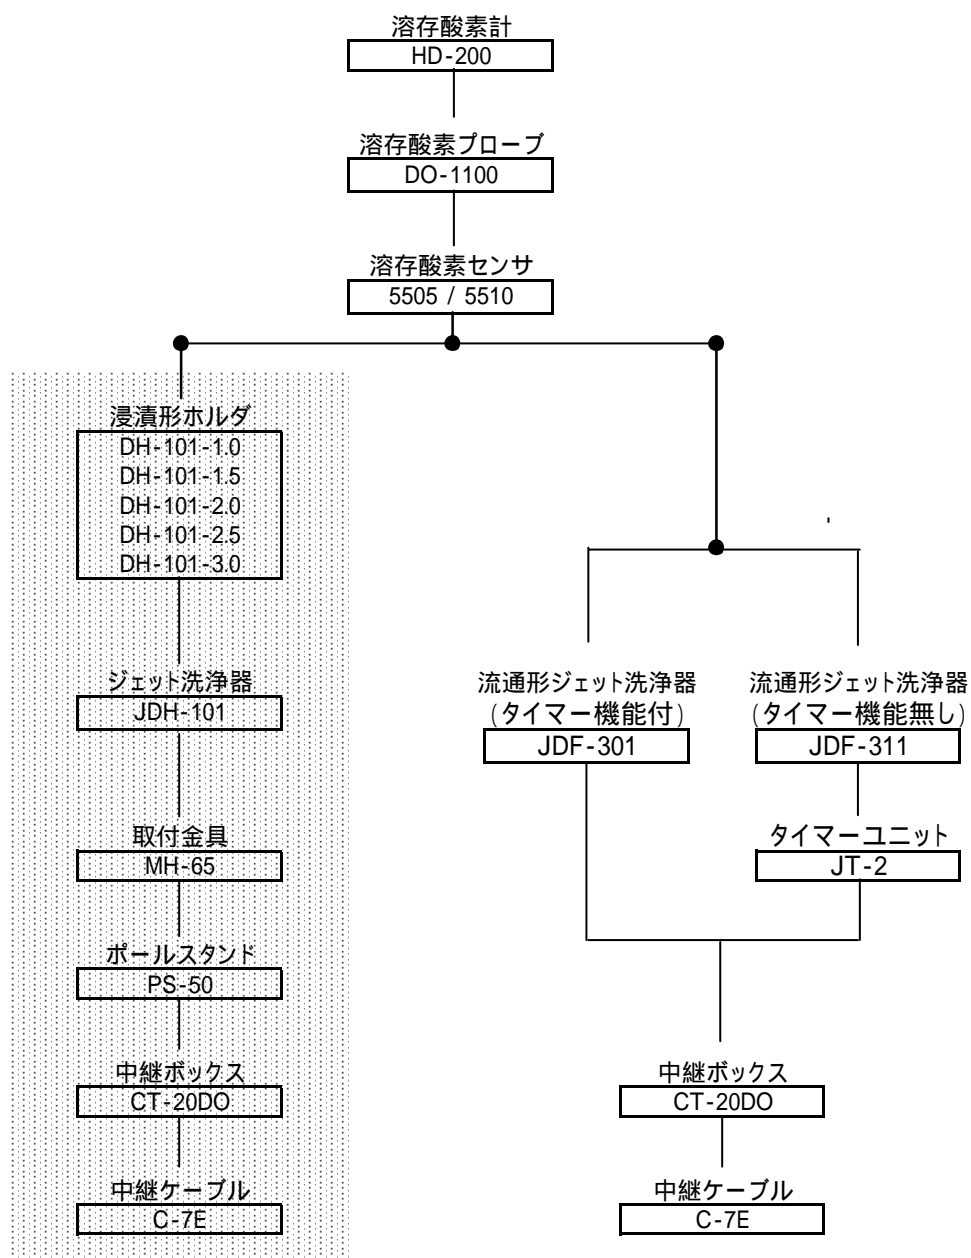 溶存酸素計
HD-200
溶存酸素プローブ
DO-1100
溶存酸素センサ
5505 / 5510
浸漬形ホルダ
DH-101-1.0
DH-101-1.5
DH-101-2.0
DH-101-2.5
DH-101-3.0
ジェット洗浄器
JDH-101
取付金具
MH-65
ポールスタンド
PS-50
中継ボックス
CT-20DO
中継ケーブル
C-7E
流通形ジェット洗浄器
(タイマー機能付)
JDF-301
流通形ジェット洗浄器
(タイマー機能無し)
JDF-311
タイマーユニット
JT-2
中継ボックス
CT-20DO
中継ケーブル
C-7E